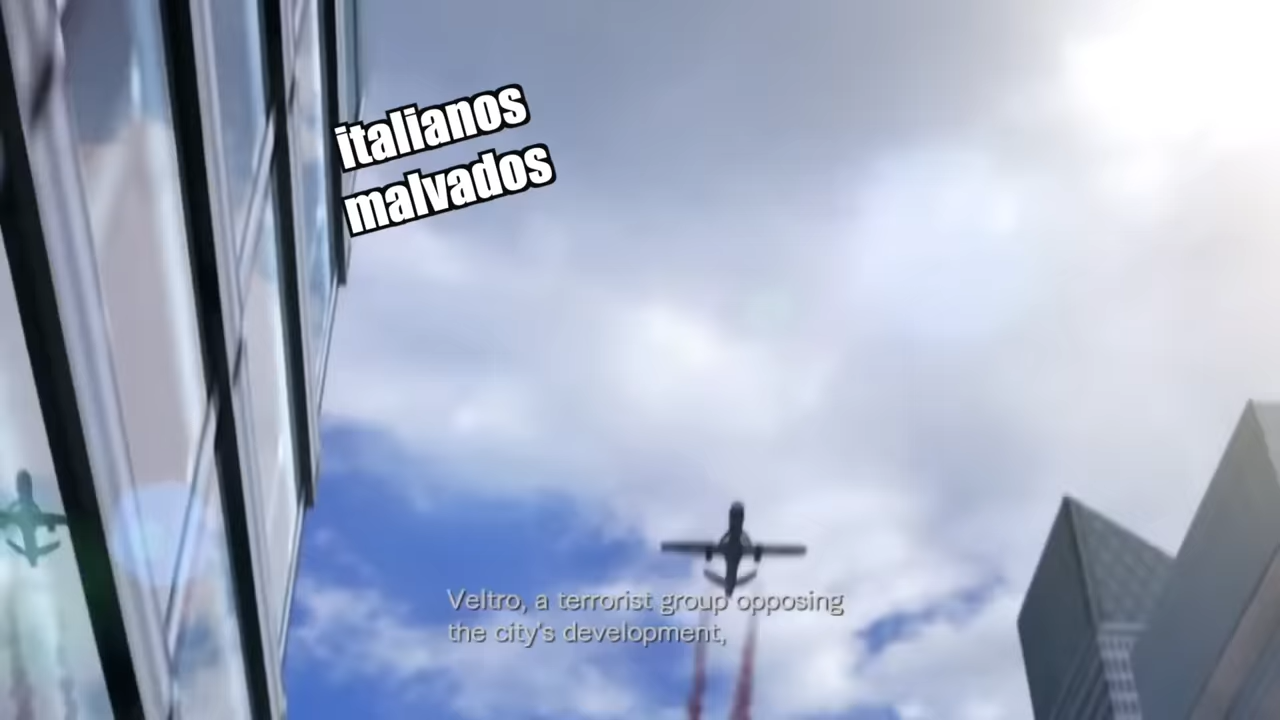 italianos
malvados
Veltro, a terrorist group opposing
the city's development,